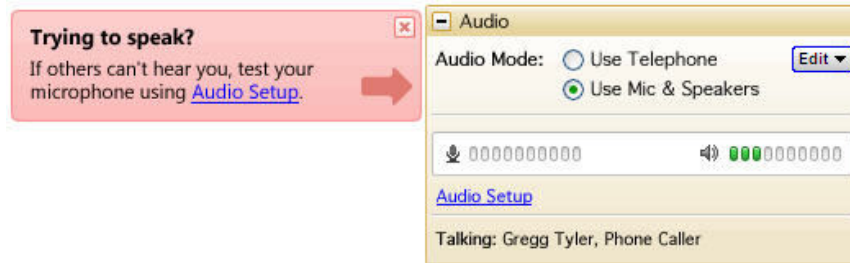 Trying to speak?
If others can't hear you, test your
microphone using Audio Setup.
Audio
Audio Mode: Use Telephone Edit
Use Mic & Speakers
Audio Setup
Talking: Gregg Tyler, Phone Caller